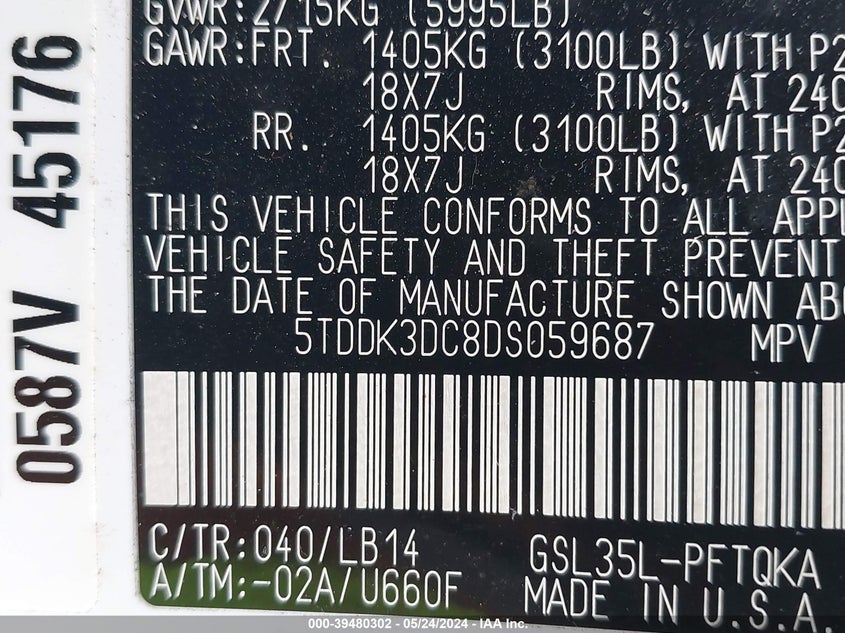 GVWR:2715KG (5995LB)
GAWR:FRT. 1405KG (3100LB) WITH P2
18X7J RIMS, AT 240
RR. 1405KG (3100LB) WITH P2
18X7J RIMS, AT 240
THIS VEHICLE CONFORMS TO ALL APPL
VEHICLE SAFETY AND THEFT PREVENT
THE DATE OF MANUFACTURE SHOWN ABO
5TDDK3DC8DS059687 MPV
C/TR:040/LB14 GSL35L-PFTQKA
A/TM:-02A/U660F MADE IN U.S.A.
0587V 45176
000-39480302 - 05/24/2024 - IAA Inc.